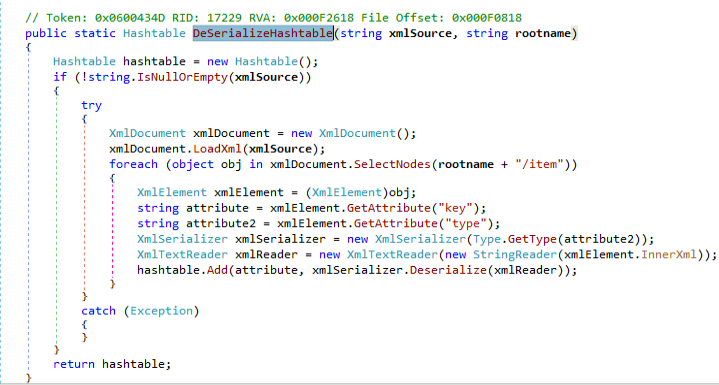 // Token: 0x0600434D RID: 17229 RVA: 0x000F2618 File Offset: 0x000F0818
public static Hashtable DeSerializeHashtable(string xmlSource, string rootname)
{
Hashtable hashtable = new Hashtable();
if (!string.IsNullOrEmpty(xmlSource))
{
try
{
XmlDocument xmlDocument = new XmlDocument();
xmlDocument.LoadXml(xmlSource);
foreach (object obj in xmlDocument.SelectNodes(rootname + "/item"))
{
XmlElement xmlElement = (XmlElement)obj;
string attribute = xmlElement.GetAttribute("key");
string attribute2 = xmlElement.GetAttribute("type");
XmlSerializer xmlSerializer = new XmlSerializer(Type.GetType(attribute2));
XmlTextReader xmlReader = new XmlTextReader(new StringReader(xmlElement.InnerXml));
hashtable.Add(attribute, xmlSerializer.Deserialize(xmlReader));
}
}
catch (Exception)
{
}
}
return hashtable;
}